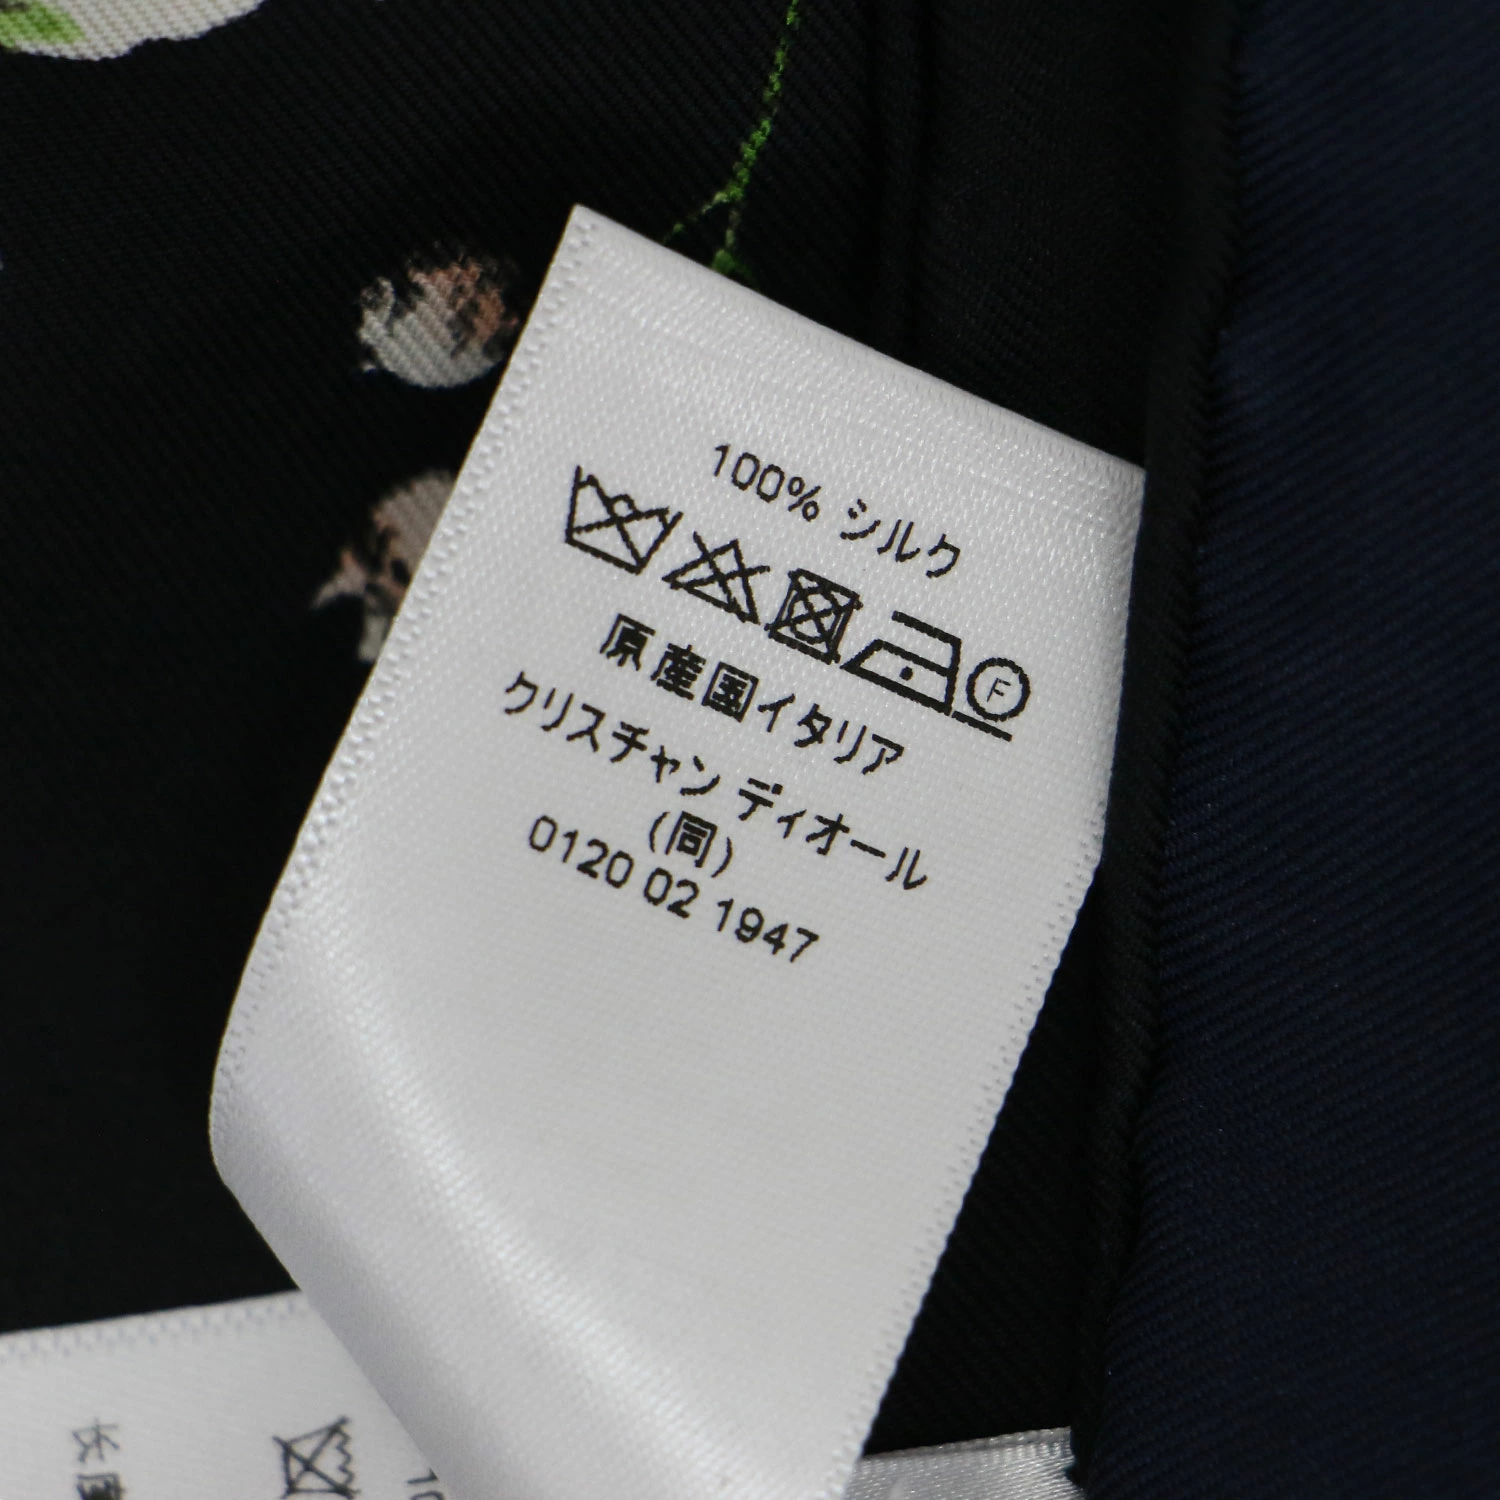 100% シルク
F
原産国イタリア
クリスチャン ディオール
(同)
0120 02 1947